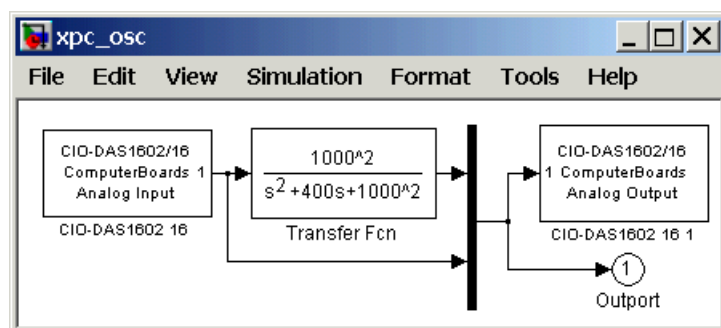 xpc_osc
File Edit View Simulation Format Tools Help
CIO-DAS1602/16
ComputerBoards 1
Analog Input
CIO-DAS1602 16
1000^2
s2+400s+1000^2
Transfer Fcn
CIO-DAS1602/16
1 ComputerBoards
Analog Output
CIO-DAS1602 16 1
1
Outport